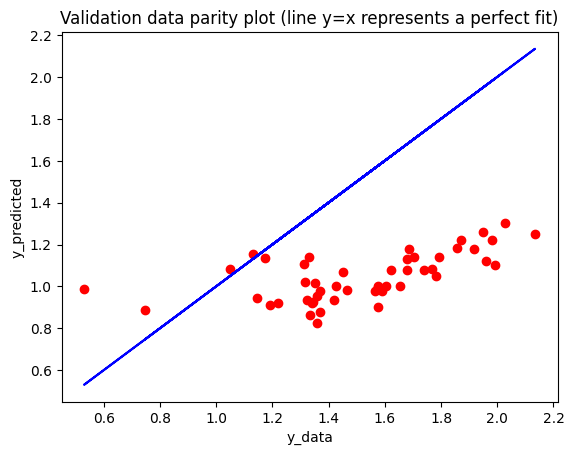 Validation data parity plot (line y=x represents a perfect fit)
2.2
2.0
1.8
1.6
1.4
1.2
1.0
0.8
0.6
y_predicted
0.6 0.8 1.0 1.2 1.4 1.6 1.8 2.0 2.2
y_data